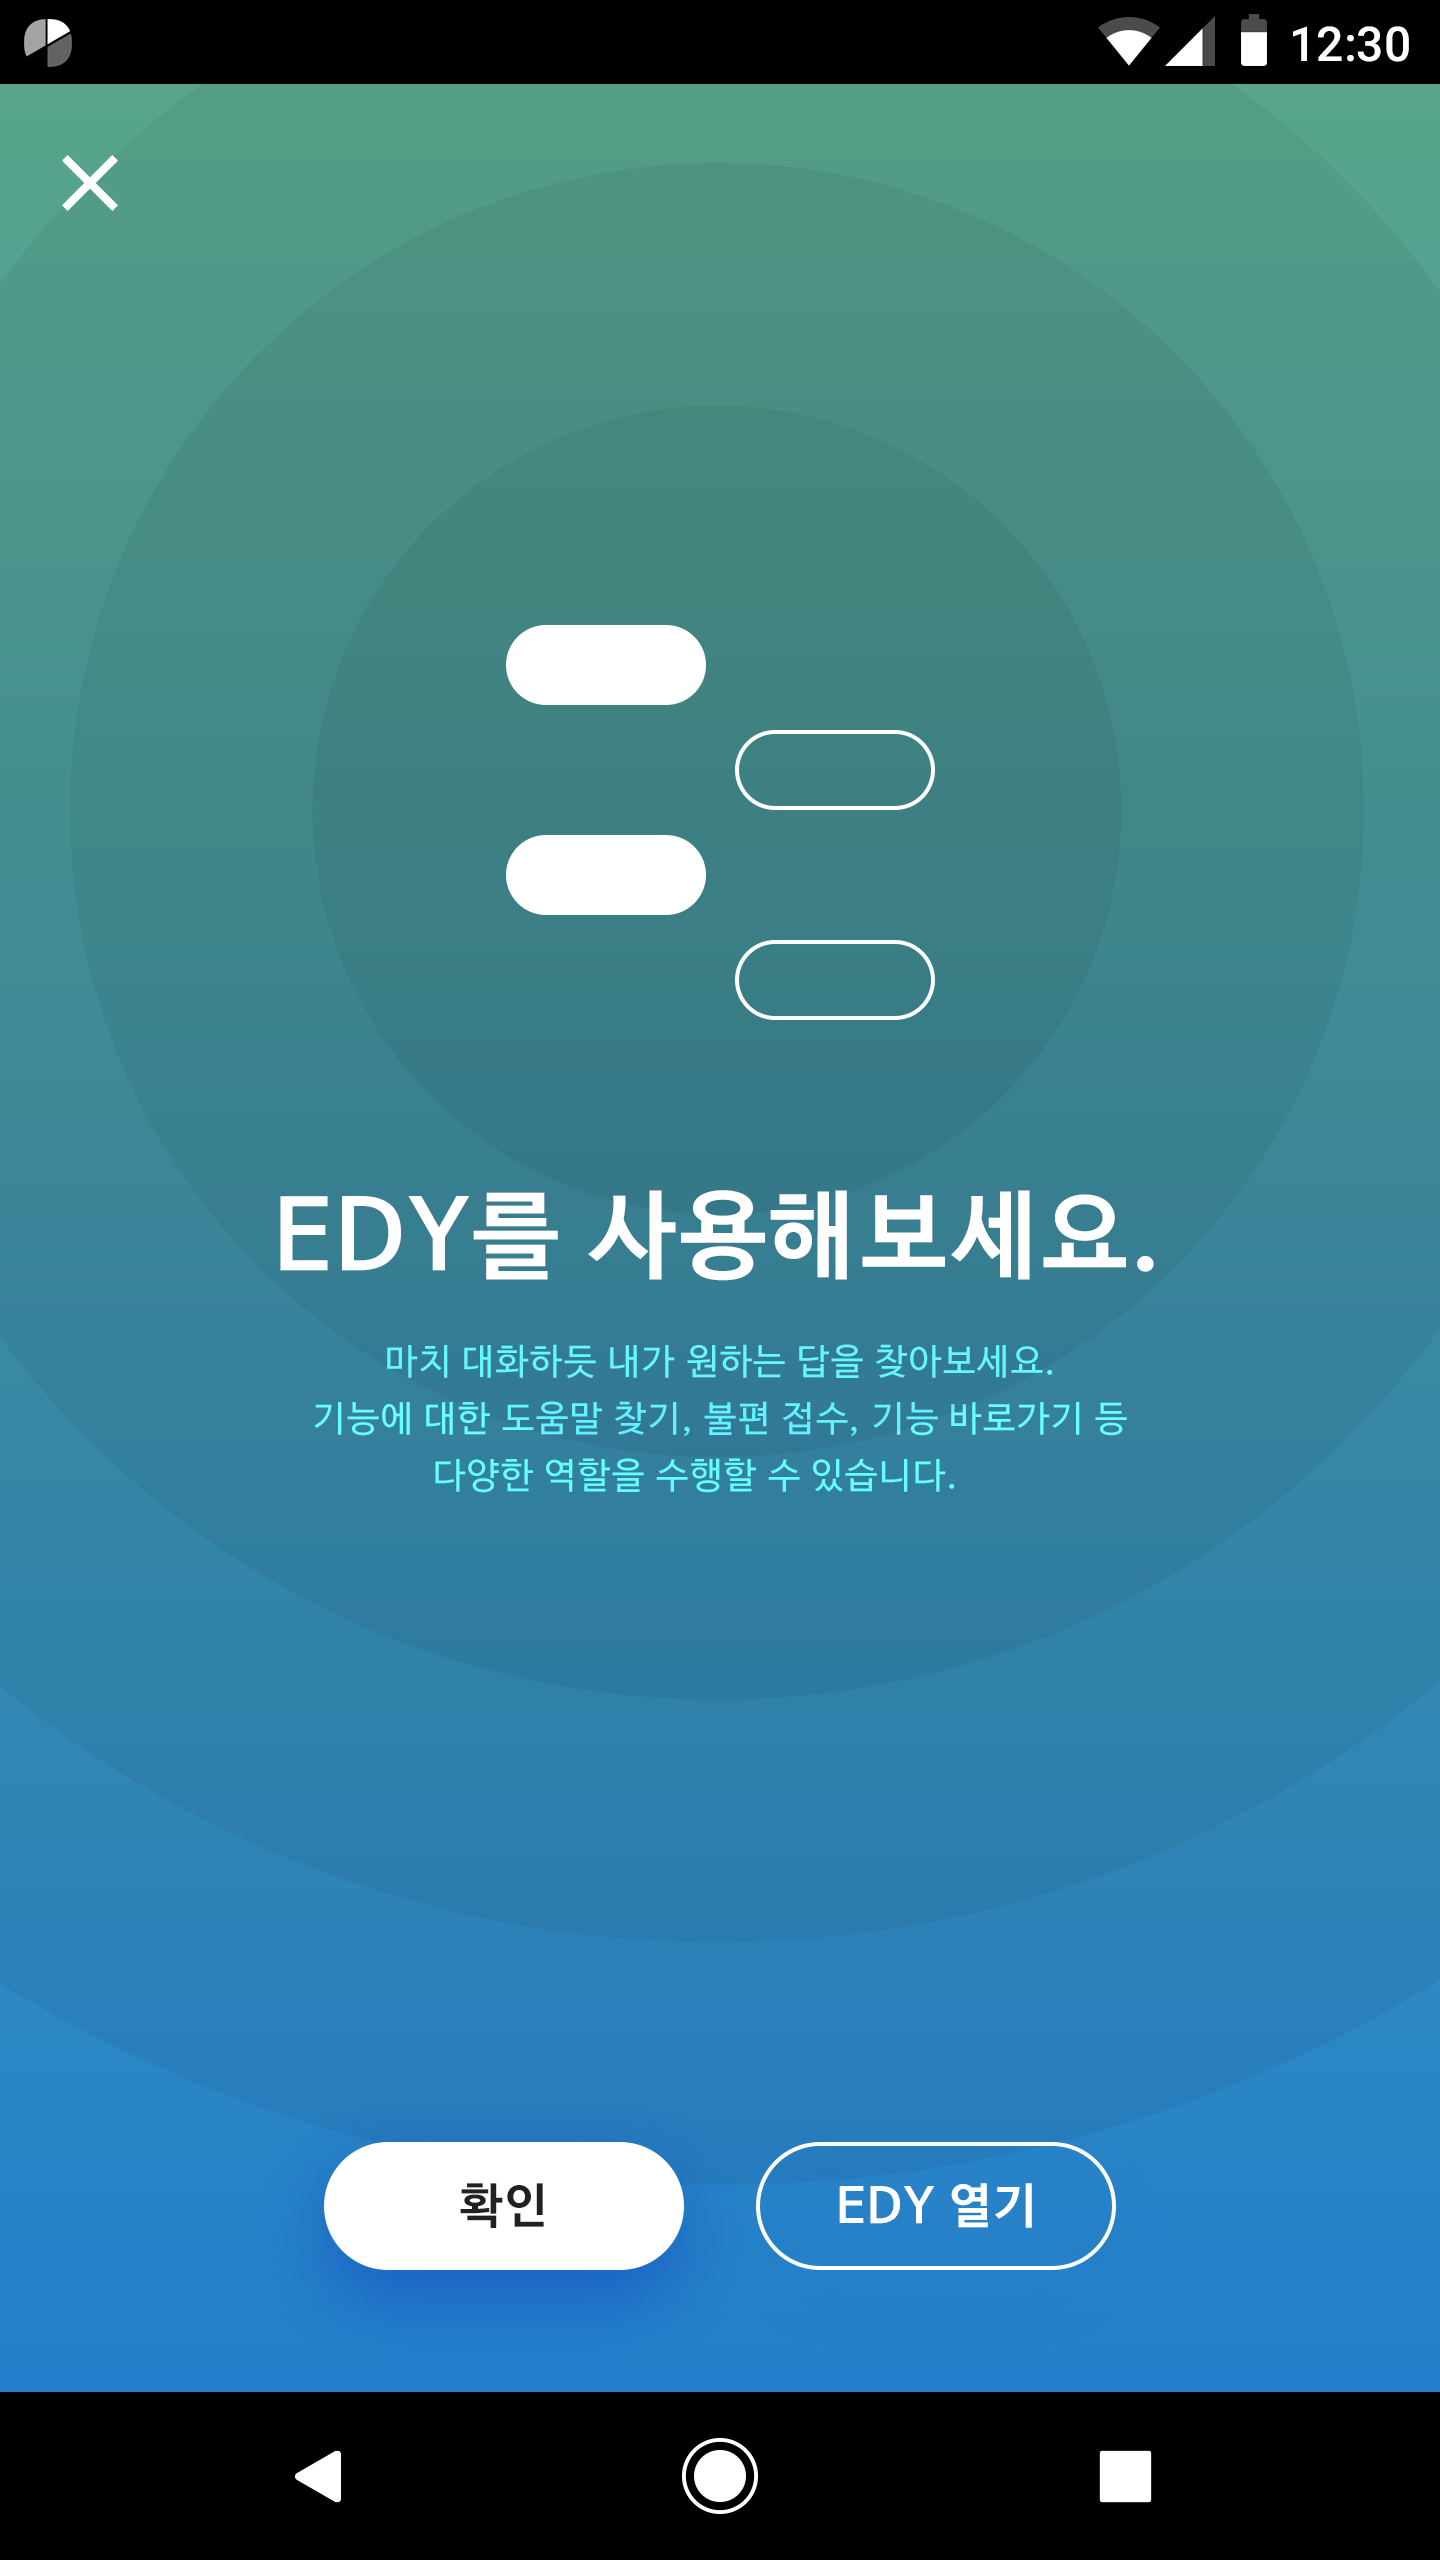 12:30
EDY를 사용해보세요.
마치 대화하듯 내가 원하는 답을 찾아보세요.
기능에 대한 도움말 찾기, 불편 접수, 기능 바로가기 등
다양한 역할을 수행할 수 있습니다.
확인
EDY 열기